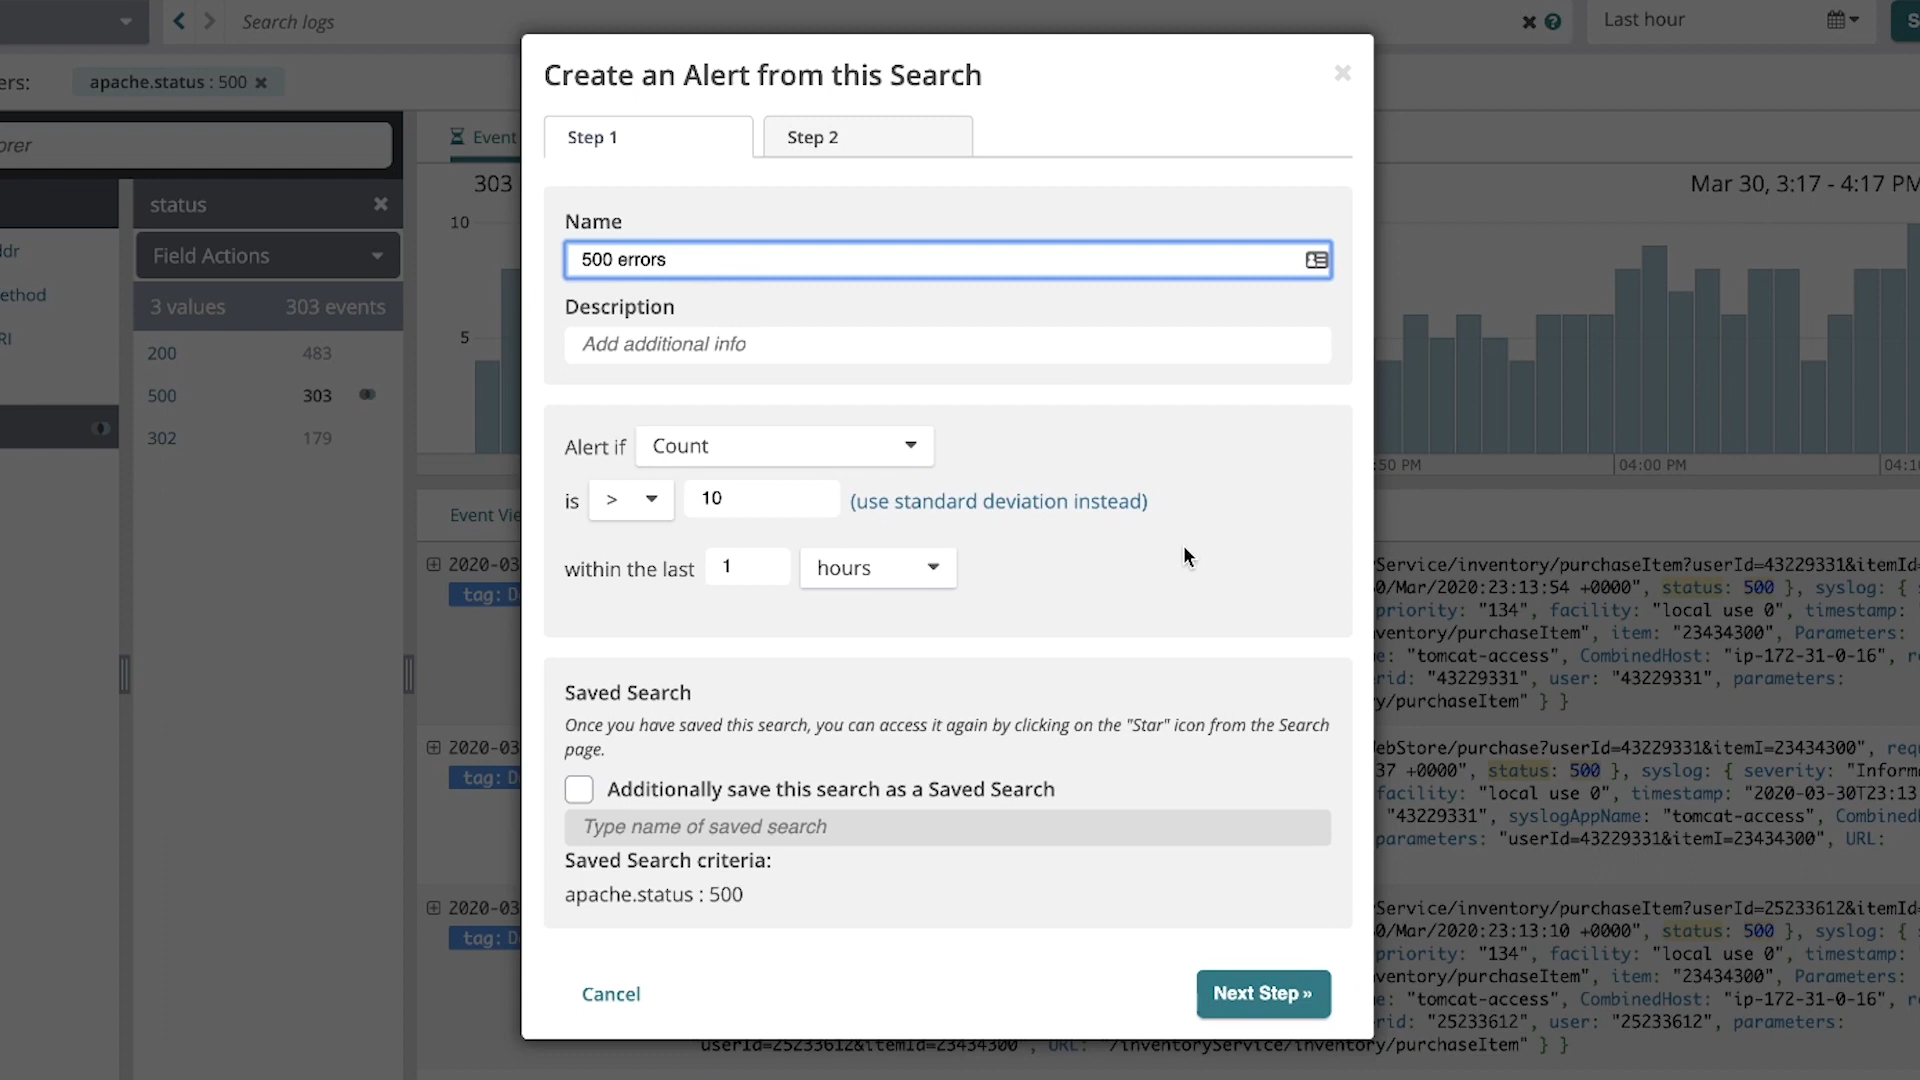 Search logs
Last hour
ers:
apache.status : 500
orer
Event
303
Mar 30, 3:17 - 4:17 PM
10
5
:50 PM
04:00 PM
04:10
status
Field Actions
3 values 303 events
200 483
500 303
302 179
ddr
ethod
RI
Create an Alert from this Search
Step 1
Step 2
Name
500 errors
Description
Add additional info
Alert if Count
is > 10 (use standard deviation instead)
within the last 1 hours
Saved Search
Once you have saved this search, you can access it again by clicking on the "Star" icon from the Search
page.
Additionally save this search as a Saved Search
Type name of saved search
Saved Search criteria:
apache.status : 500
Cancel
Next Step »
Event Vie
2020-03
tag: D
Service/inventory/purchaseItem?userId=43229331&itemId
0/Mar/2020:23:13:54 +0000", status: 500 }, syslog: {
priority: "134", facility: "local use 0", timestamp:
ventory/purchaseItem", item: "23434300", Parameters:
e: "tomcat-access", CombinedHost: "ip-172-31-0-16", r
rid: "43229331", user: "43229331", parameters:
y/purchaseItem" } }
2020-03
tag: D
WebStore/purchase?userId=43229331&itemI=23434300", req
37 +0000", status: 500 }, syslog: { severity: "Inform
facility: "local use 0", timestamp: "2020-03-30T23:13
"43229331", syslogAppName: "tomcat-access", Combined
parameters: "userId=43229331&itemI=23434300", URL:
2020-03
tag: D
Service/inventory/purchaseItem?userId=25233612&itemId
0/Mar/2020:23:13:10 +0000", status: 500 }, syslog: {
priority: "134", facility: "local use 0", timestamp:
ventory/purchaseItem", item: "23434300", Parameters:
e: "tomcat-access", CombinedHost: "ip-172-31-0-16", r
rid: "25233612", user: "25233612", parameters:
userId=25233612&itemId=23434300", URL: "/inventoryService/inventory/purchaseItem" } }